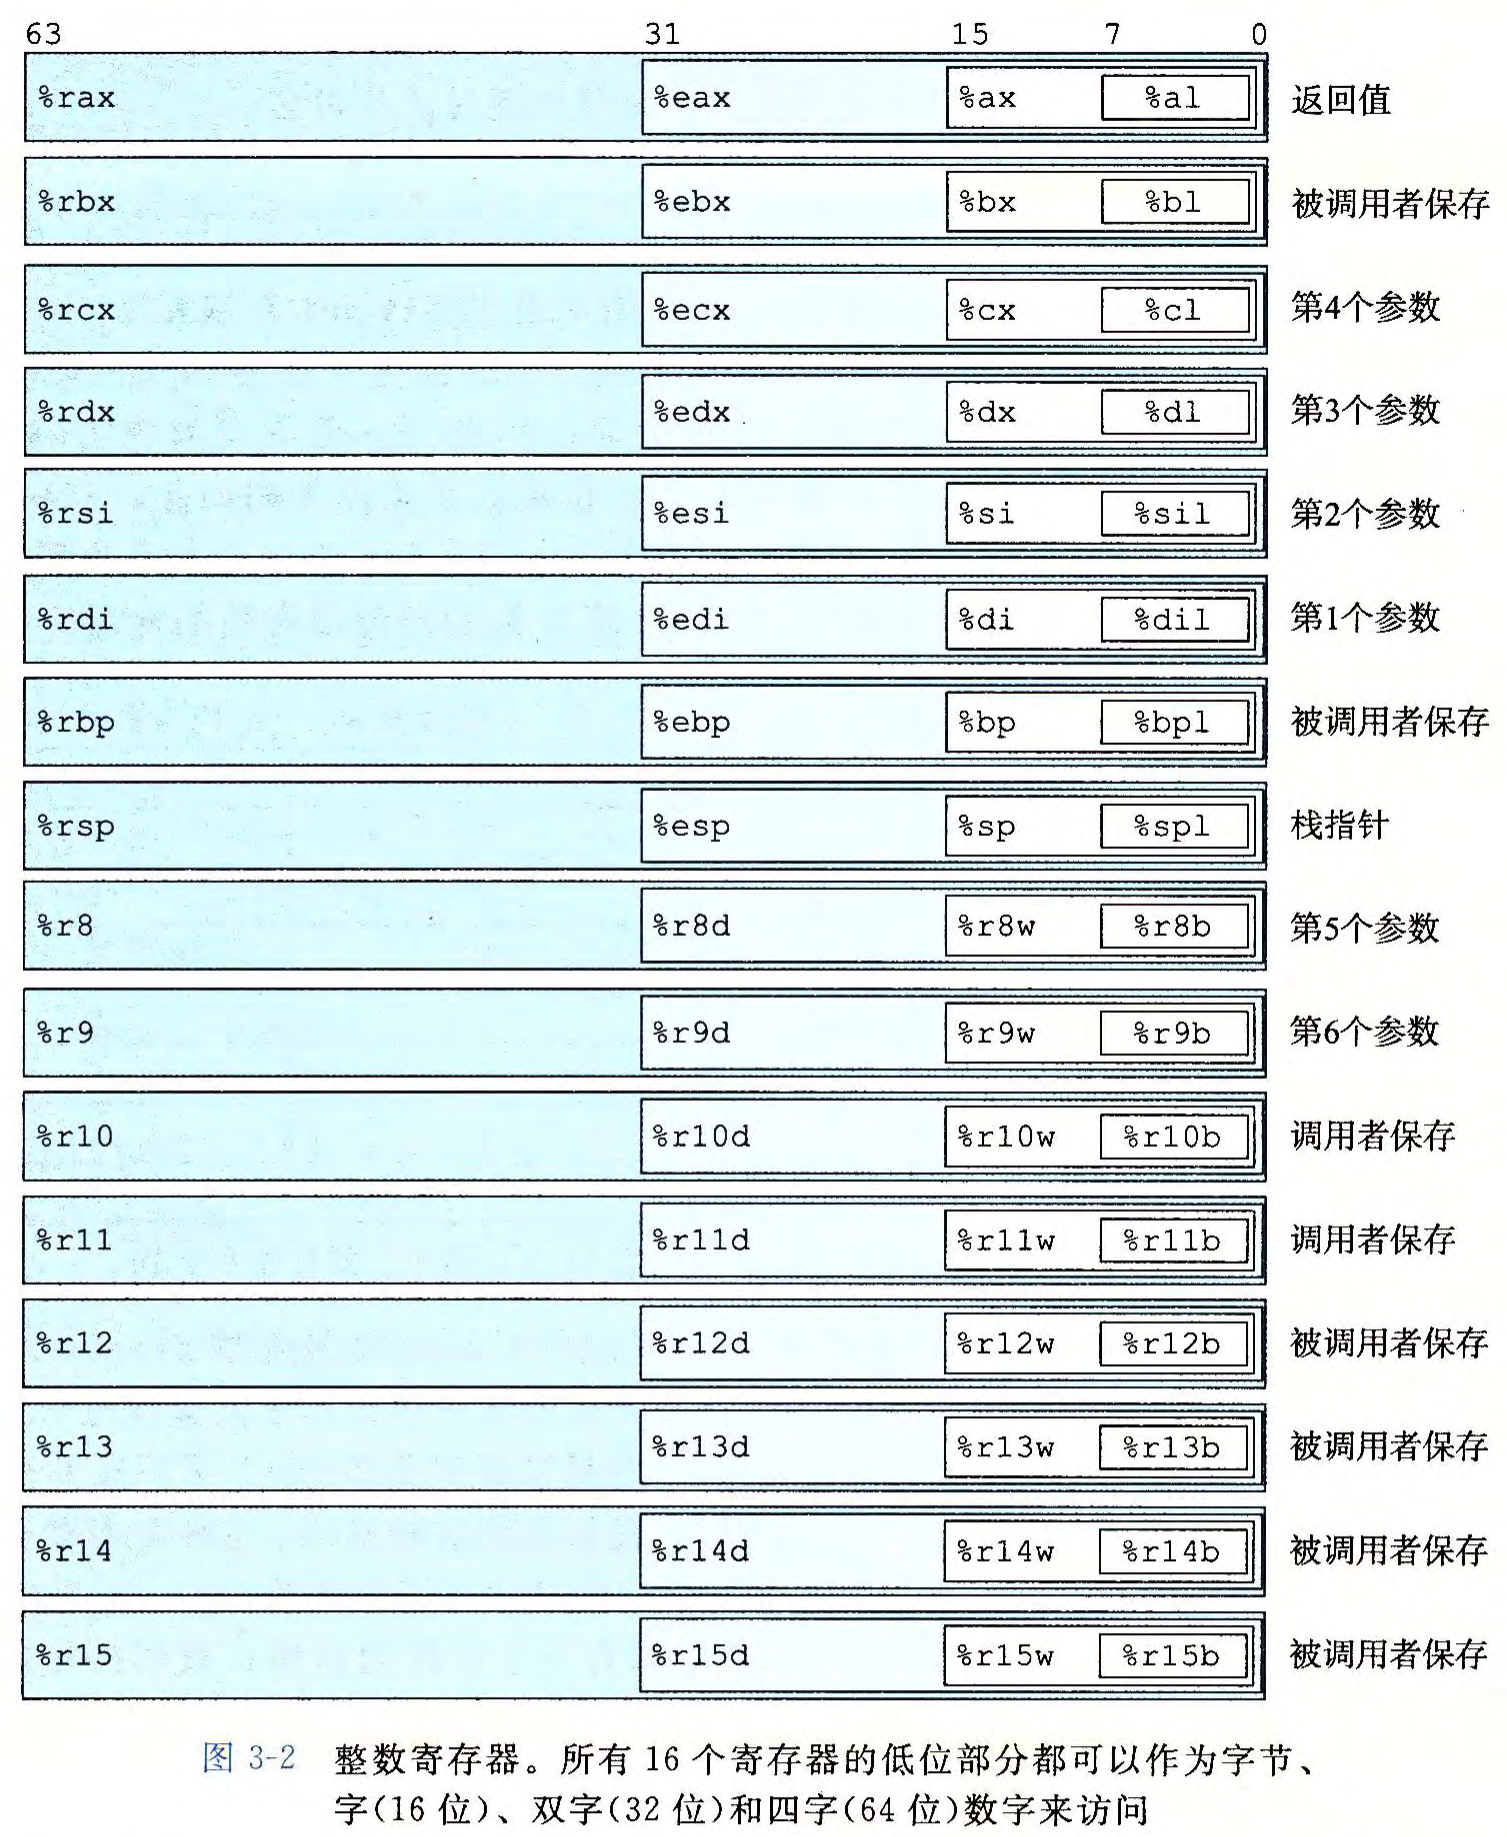 63 31 15 7 0
%rax %eax %ax %al 返回值
%rbx %ebx %bx %bl 被调用者保存
%rcx %ecx %cx %cl 第4个参数
%rdx %edx %dx %dl 第3个参数
%rsi %esi %si %sil 第2个参数
%rdi %edi %di %dil 第1个参数
%rbp %ebp %bp %bpl 被调用者保存
%rsp %esp %sp %spl 栈指针
%r8 %r8d %r8w %r8b 第5个参数
%r9 %r9d %r9w %r9b 第6个参数
%r10 %r10d %r10w %r10b 调用者保存
%r11 %r11d %r11w %r11b 调用者保存
%r12 %r12d %r12w %r12b 被调用者保存
%r13 %r13d %r13w %r13b 被调用者保存
%r14 %r14d %r14w %r14b 被调用者保存
%r15 %r15d %r15w %r15b 被调用者保存
图 3-2 整数寄存器。所有 16 个寄存器的低位部分都可以作为字节、
字(16 位)、双字(32 位)和四字(64 位)数字来访问